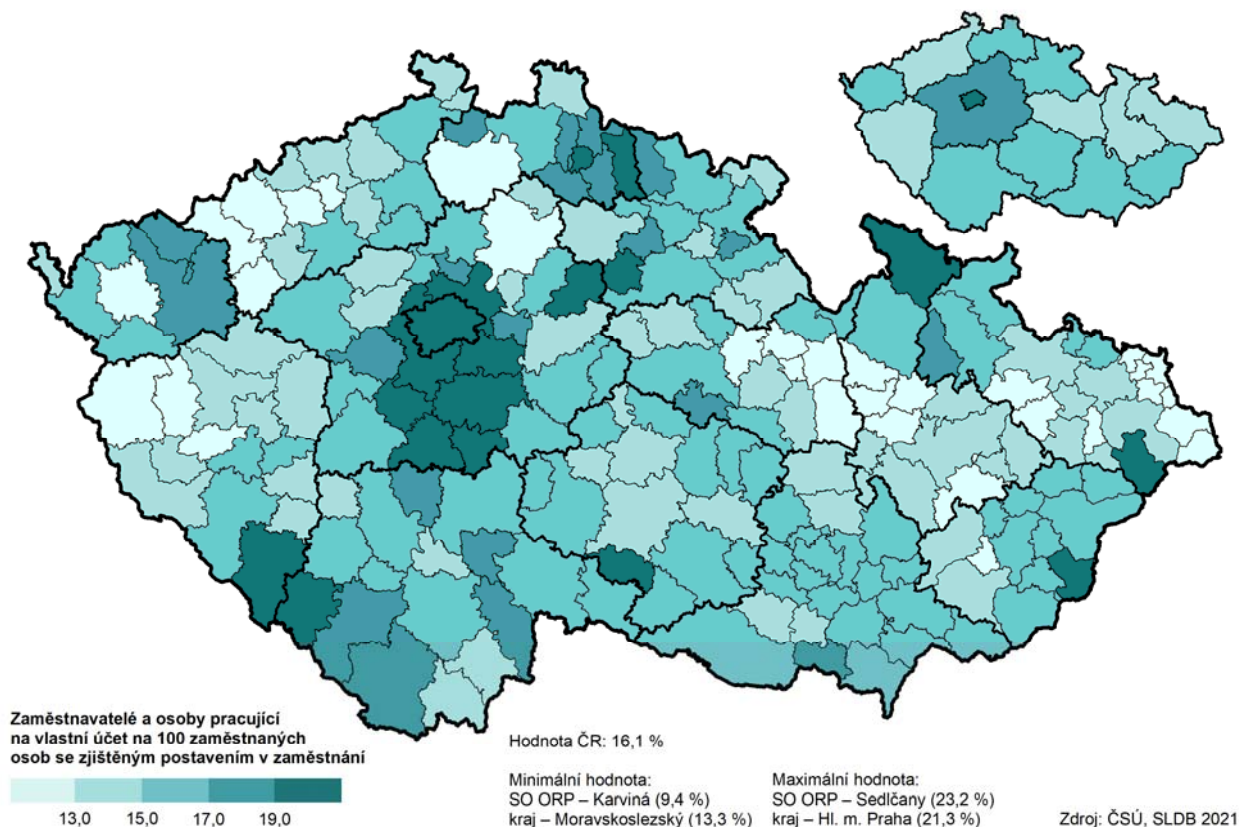 Zaměstnavatelé a osoby pracující
na vlastní účet na 100 zaměstnaných
osob se zjištěným postavením v zaměstnání
13,0 15,0 17,0 19,0
Hodnota ČR: 16,1 %
Minimální hodnota:
SO ORP – Karviná (9,4 %)
kraj – Moravskoslezský (13,3 %)
Maximální hodnota:
SO ORP – Sedlčany (23,2 %)
kraj – Hl. m. Praha (21,3 %)
Zdroj: ČSÚ, SLDB 2021